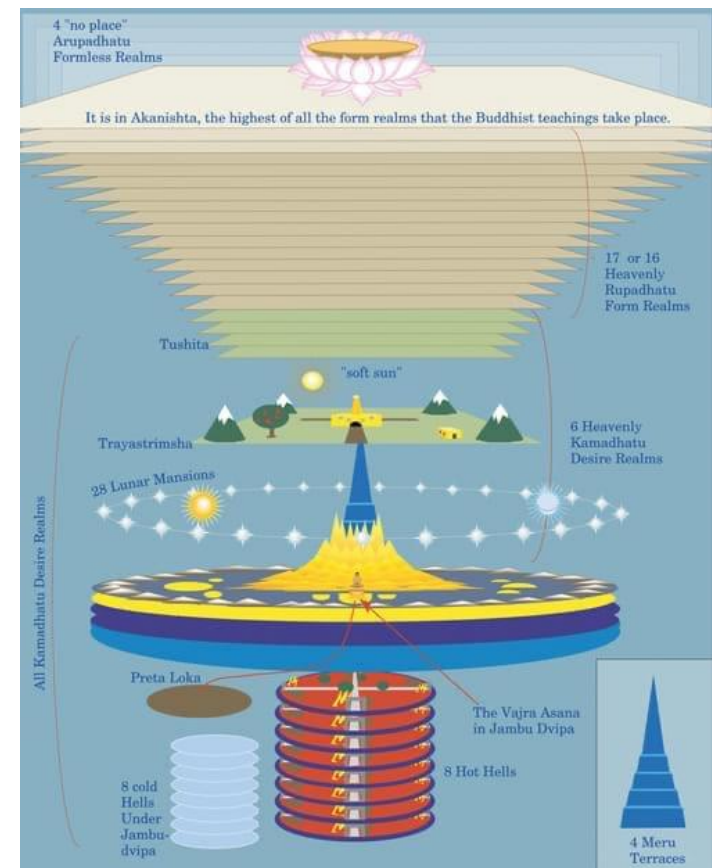 4 "no place"
Arupadhatu
Formless Realms
It is in Akanishta, the highest of all the form realms that the Buddhist teachings take place.
17 or 16
Heavenly
Rupadhatu
Form Realms
Tushita
"soft sun"
Trayastrimsha
6 Heavenly
Kamadhatu
Desire Realms
28 Lunar Mansions
All Kamadhatu Desire Realms
Preta Loka
The Vajra Asana
in Jambu Dvipa
8 cold
Hells
Under
Jambu-
dvipa
8 Hot Hells
4 Meru
Terraces